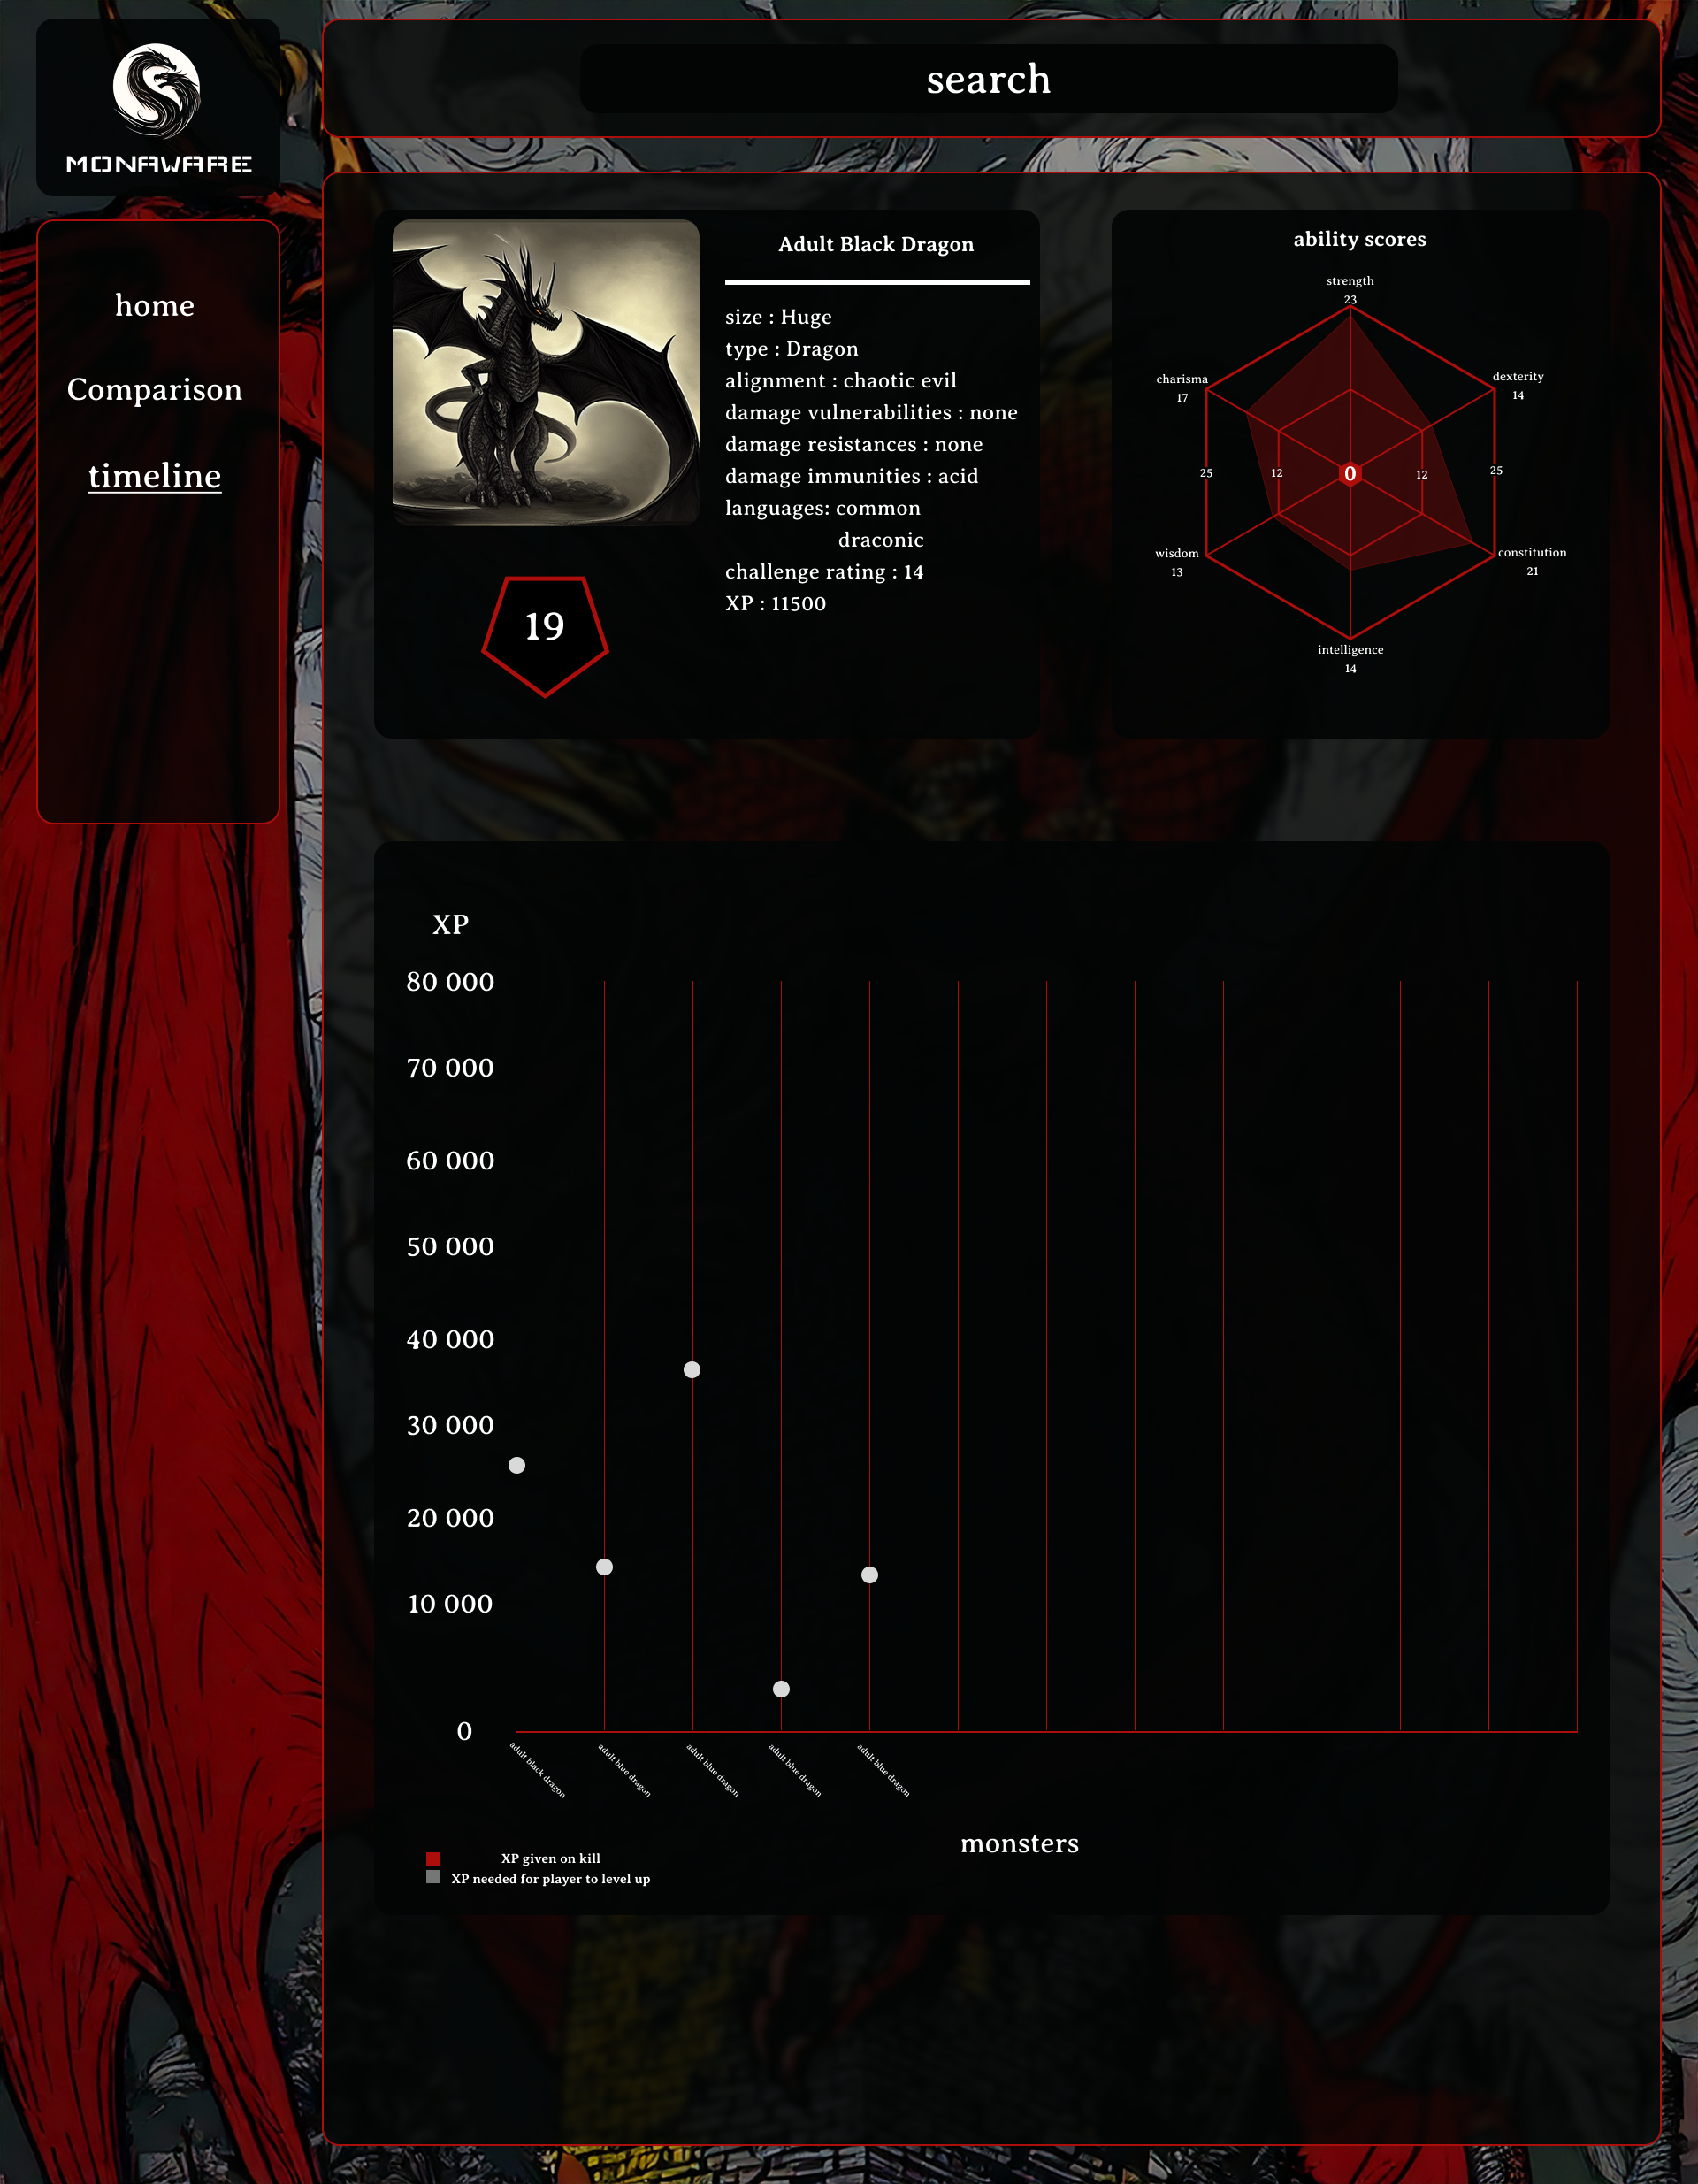 MONAWARE
search
home
Comparison
timeline
Adult Black Dragon
size : Huge
type : Dragon
alignment : chaotic evil
damage vulnerabilities : none
damage resistances : none
damage immunities : acid
languages: common
draconic
challenge rating : 14
XP : 11500
19
ability scores
strength
23
charisma
17
dexterity
14
25
12
0
12
25
wisdom
13
constitution
21
intelligence
14
XP
80 000
70 000
60 000
50 000
40 000
30 000
20 000
10 000
0
adult black dragon
adult blue dragon
adult blue dragon
adult blue dragon
adult blue dragon
monsters
XP given on kill
XP needed for player to level up